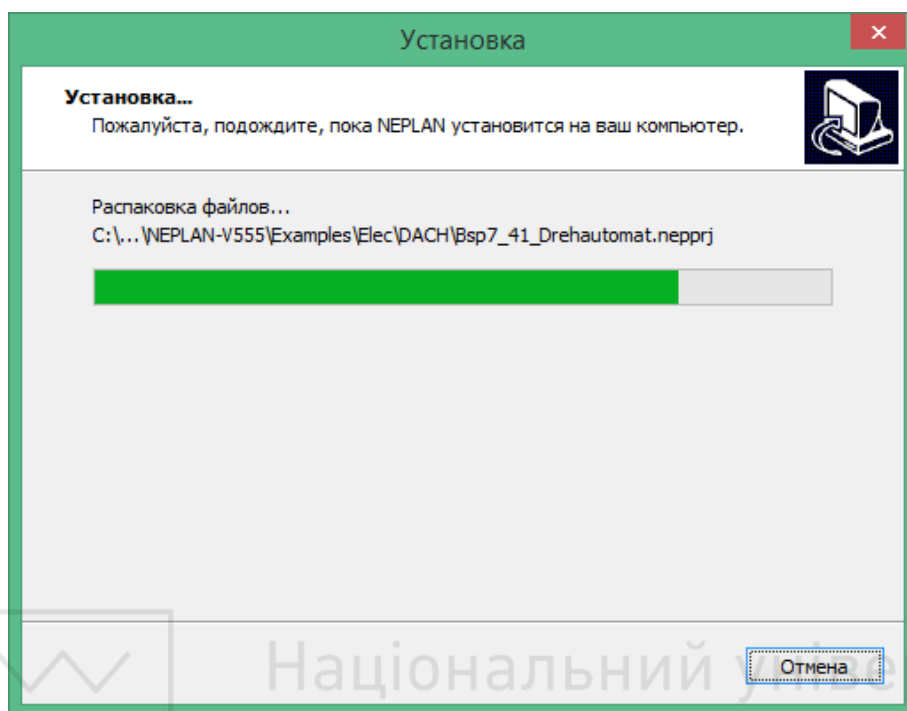 Установка
Установка...
Пожалуйста, подождите, пока NEPLAN установится на ваш компьютер.
Распаковка файлов...
C:\...\NEPLAN-V555\Examples\Elec\DACH\Bsp7_41_Drehautomat.nepprj
Національний уніве
Отмена